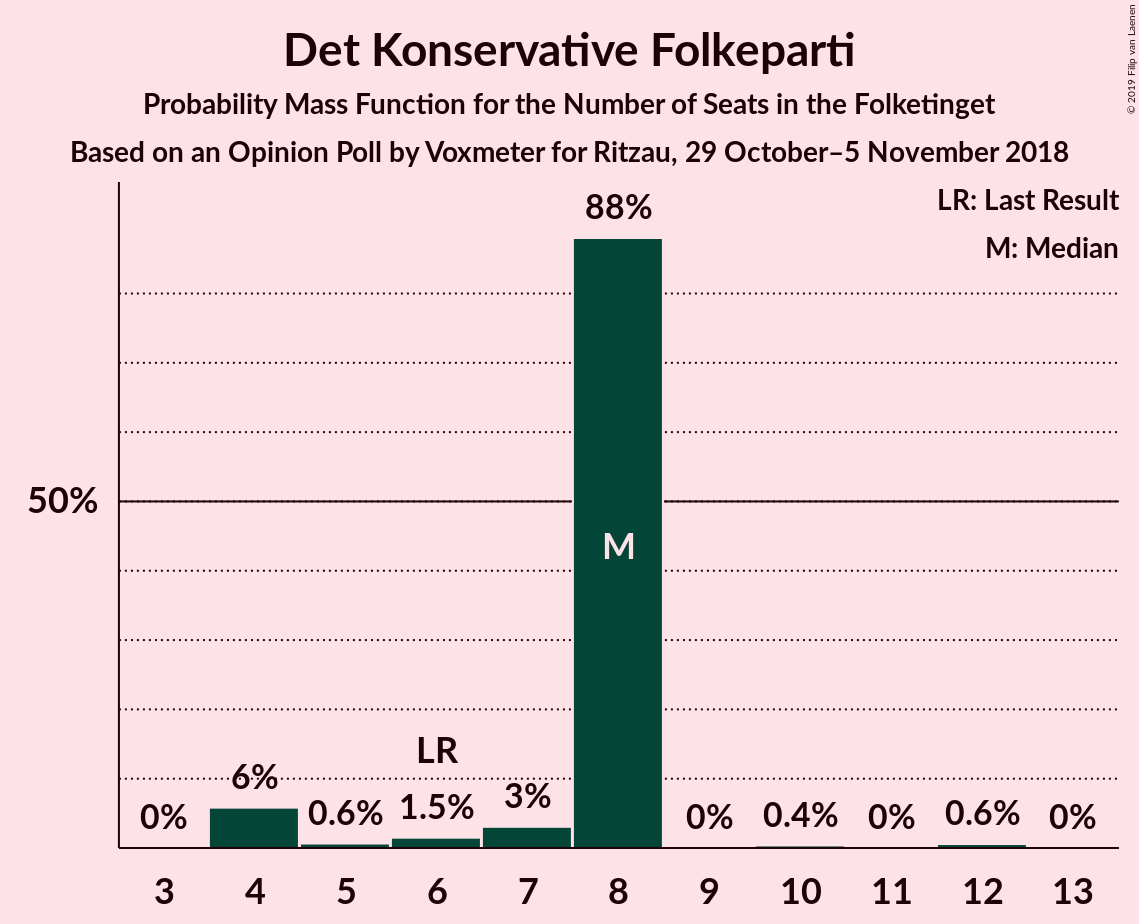 © 2019 Filip van Laenen
Det Konservative Folkeparti
Probability Mass Function for the Number of Seats in the Folketinget
Based on an Opinion Poll by Voxmeter for Ritzau, 29 October–5 November 2018
LR: Last Result
M: Median
88%
50%
M
LR
0%
6%
0.6%
1.5%
3%
0%
0.4%
0%
0.6%
0%
3 4 5 6 7 8 9 10 11 12 13